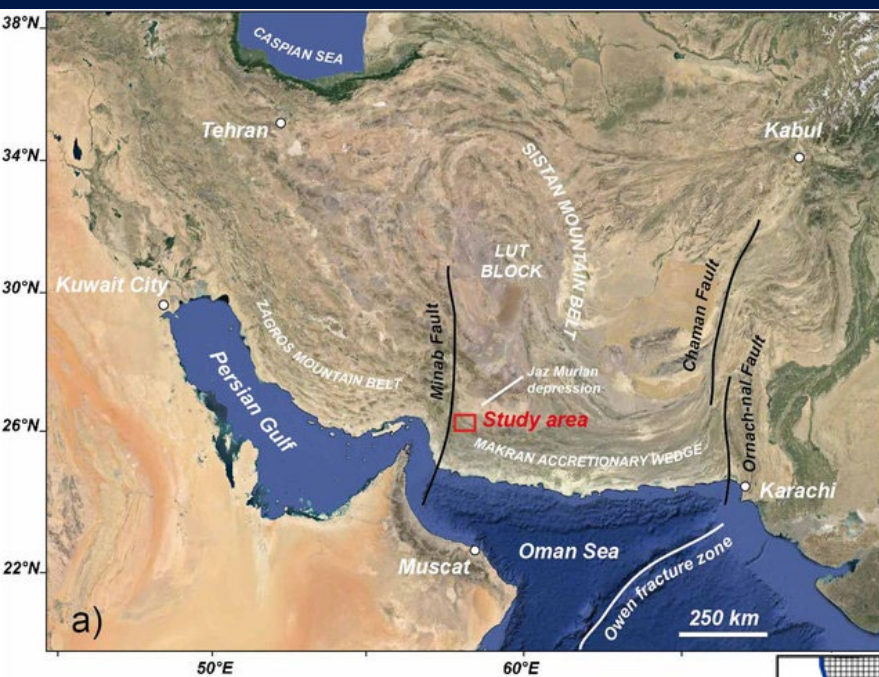 38°N
CASPIAN SEA
Tehran
Kabul
34°N
SISTAN MOUNTAIN BELT
LUT
BLOCK
30°N
Kuwait City
Minab Fault
Chaman Fault
ZAGROS MOUNTAIN BELT
Persian Gulf
Jaz Murian
depression
Ornach-nal Fault
26°N
Study area
MAKRAN ACCRETIONARY WEDGE
Karachi
Muscat
Oman Sea
22°N
Owen fracture zone
250 km
a)
50°E
60°E